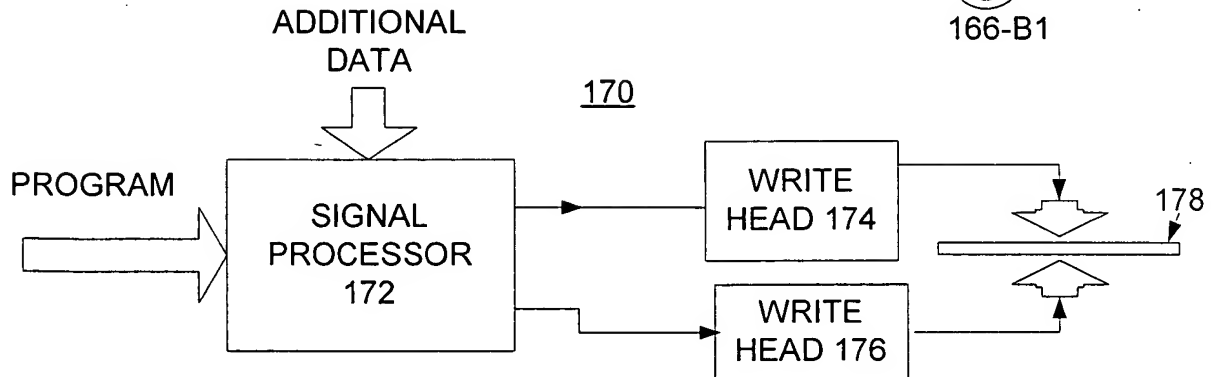 166-B1
ADDITIONAL
DATA
170
PROGRAM
SIGNAL
PROCESSOR
172
WRITE
HEAD 174
178
WRITE
HEAD 176